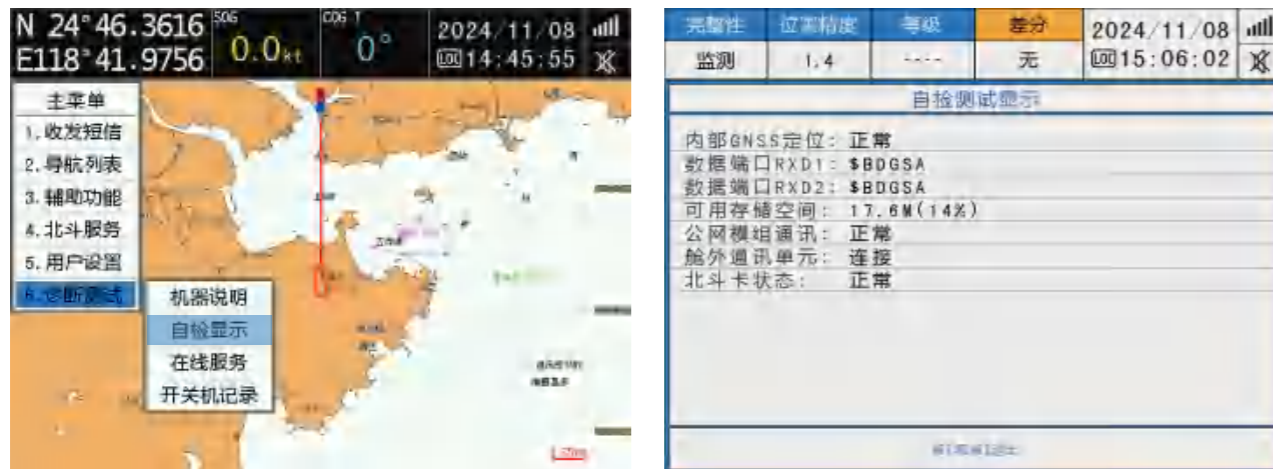 N 24°46.3616
E118°41.9756
SOG
0.0kt
COG T
0°
2024/11/08
LOC 14:45:55
主菜单
1.收发短信
2.导航列表
3.辅助功能
4.北斗服务
5.用户设置
6.诊断测试
机器说明
自检显示
在线服务
开关机记录
完整性 位置精度 等级 差分
监测 1.4 ---- 无
2024/11/08
LOC 15:06:02
自检测试显示
内部GNSS定位: 正常
数据端口RXD1: $BDGSA
数据端口RXD2: $BDGSA
可用存储空间: 17.6M(14%)
公网模组通讯: 正常
舱外通讯单元: 连接
北斗卡状态: 正常